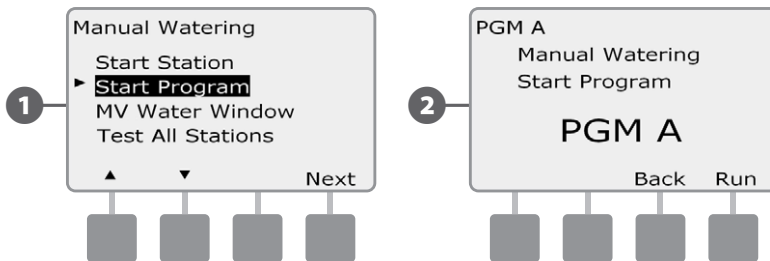 1
Manual Watering
Start Station
► Start Program
MV Water Window
Test All Stations
▲ ▼ Next
2
PGM A
Manual Watering
Start Program
PGM A
Back Run